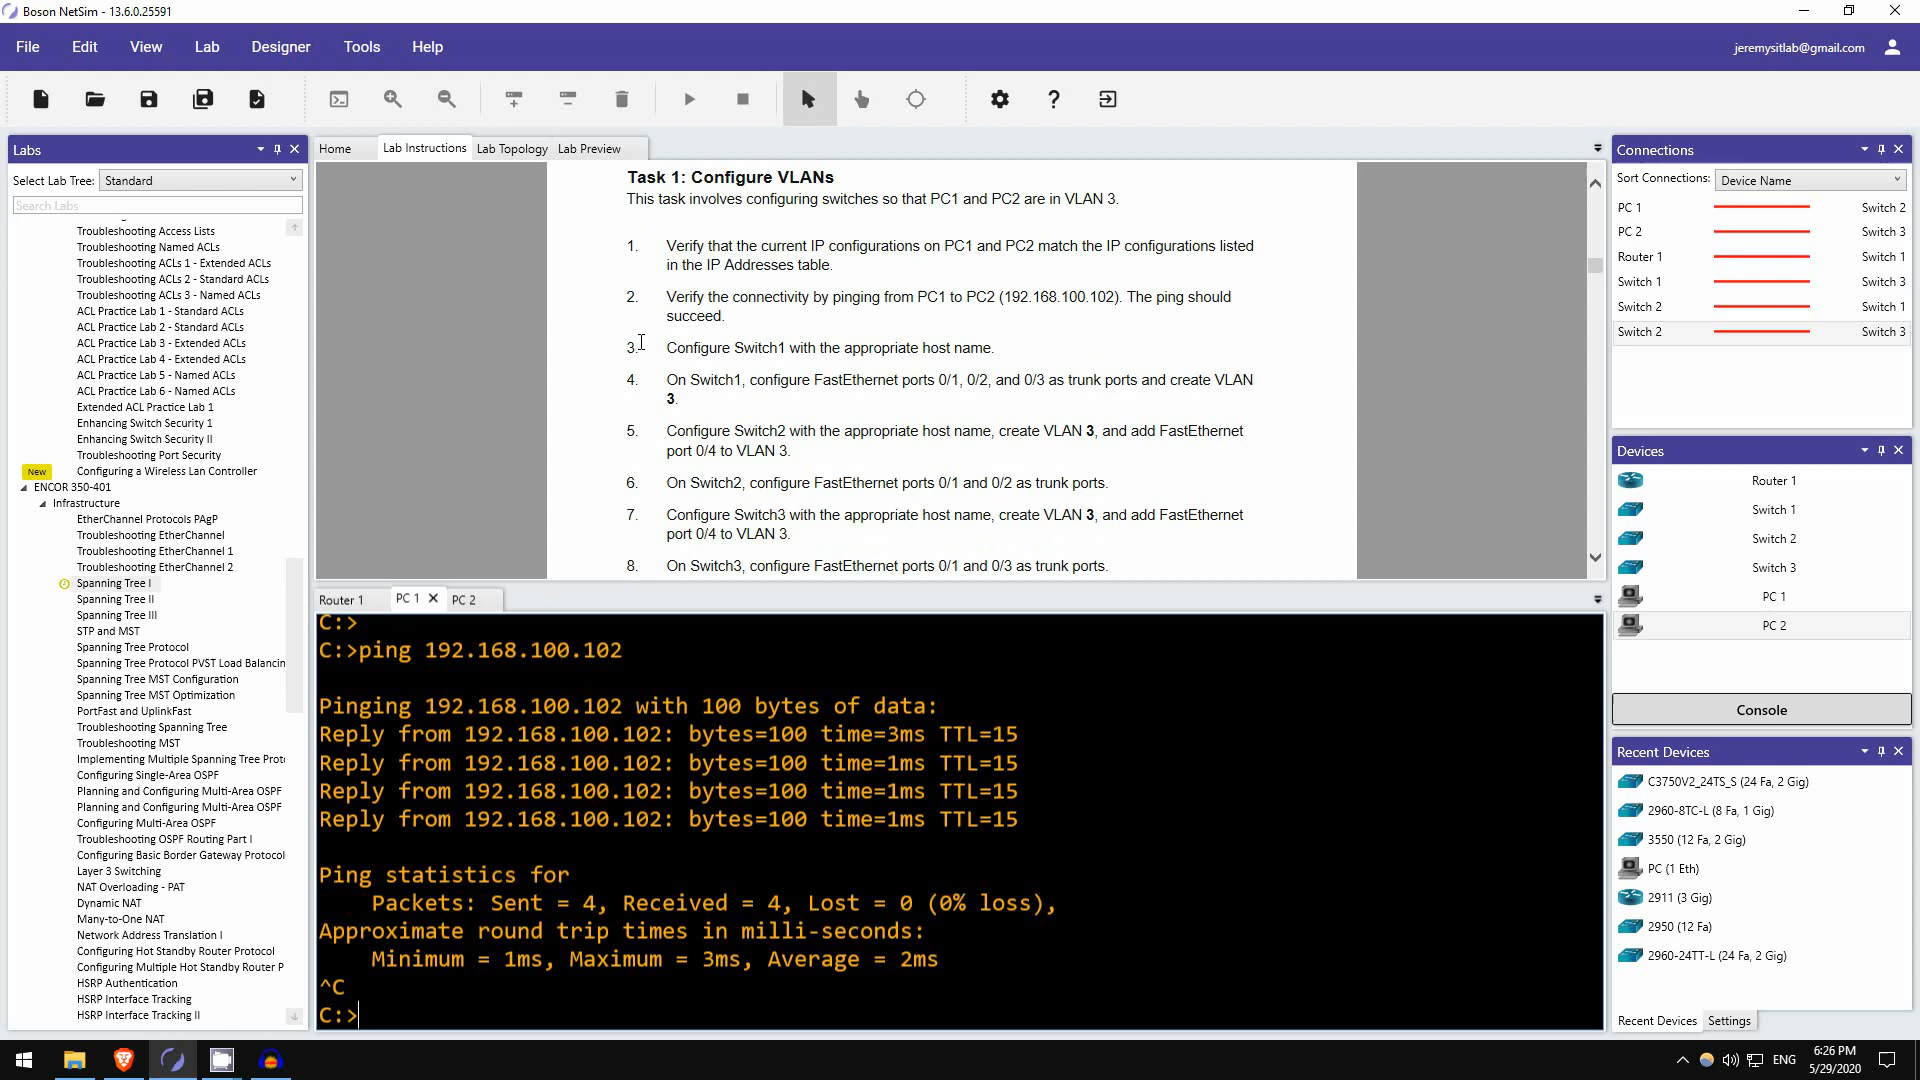 Boson NetSim - 13.6.0.25591
File Edit View Lab Designer Tools Help
jeremysitlab@gmail.com
Labs
Select Lab Tree: Standard
Search Labs
Troubleshooting Access Lists
Troubleshooting Named ACLs
Troubleshooting ACLs 1 - Extended ACLs
Troubleshooting ACLs 2 - Standard ACLs
Troubleshooting ACLs 3 - Named ACLs
ACL Practice Lab 1 - Standard ACLs
ACL Practice Lab 2 - Standard ACLs
ACL Practice Lab 3 - Extended ACLs
ACL Practice Lab 4 - Extended ACLs
ACL Practice Lab 5 - Named ACLs
ACL Practice Lab 6 - Named ACLs
Extended ACL Practice Lab 1
Enhancing Switch Security 1
Enhancing Switch Security II
Troubleshooting Port Security
New Configuring a Wireless Lan Controller
ENCOR 350-401
Infrastructure
EtherChannel Protocols PAgP
Troubleshooting EtherChannel
Troubleshooting EtherChannel 1
Troubleshooting EtherChannel 2
Spanning Tree I
Spanning Tree II
Spanning Tree III
STP and MST
Spanning Tree Protocol
Spanning Tree Protocol PVST Load Balancin
Spanning Tree MST Configuration
Spanning Tree MST Optimization
PortFast and UplinkFast
Troubleshooting Spanning Tree
Troubleshooting MST
Implementing Multiple Spanning Tree Proto
Configuring Single-Area OSPF
Planning and Configuring Multi-Area OSPF
Planning and Configuring Multi-Area OSPF
Configuring Multi-Area OSPF
Troubleshooting OSPF Routing Part I
Configuring Basic Border Gateway Protocol
Layer 3 Switching
NAT Overloading - PAT
Dynamic NAT
Many-to-One NAT
Network Address Translation I
Configuring Hot Standby Router Protocol
Configuring Multiple Hot Standby Router P
HSRP Authentication
HSRP Interface Tracking
HSRP Interface Tracking II
Home Lab Instructions Lab Topology Lab Preview
Task 1: Configure VLANs
This task involves configuring switches so that PC1 and PC2 are in VLAN 3.
1. Verify that the current IP configurations on PC1 and PC2 match the IP configurations listed
in the IP Addresses table.
2. Verify the connectivity by pinging from PC1 to PC2 (192.168.100.102). The ping should
succeed.
3. Configure Switch1 with the appropriate host name.
4. On Switch1, configure FastEthernet ports 0/1, 0/2, and 0/3 as trunk ports and create VLAN
3.
5. Configure Switch2 with the appropriate host name, create VLAN 3, and add FastEthernet
port 0/4 to VLAN 3.
6. On Switch2, configure FastEthernet ports 0/1 and 0/2 as trunk ports.
7. Configure Switch3 with the appropriate host name, create VLAN 3, and add FastEthernet
port 0/4 to VLAN 3.
8. On Switch3, configure FastEthernet ports 0/1 and 0/3 as trunk ports.
Router 1 PC 1 PC 2
C:>
C:>ping 192.168.100.102
Pinging 192.168.100.102 with 100 bytes of data:
Reply from 192.168.100.102: bytes=100 time=3ms TTL=15
Reply from 192.168.100.102: bytes=100 time=1ms TTL=15
Reply from 192.168.100.102: bytes=100 time=1ms TTL=15
Reply from 192.168.100.102: bytes=100 time=1ms TTL=15
Ping statistics for
Packets: Sent = 4, Received = 4, Lost = 0 (0% loss),
Approximate round trip times in milli-seconds:
Minimum = 1ms, Maximum = 3ms, Average = 2ms
^C
C:>
Connections
Sort Connections: Device Name
PC 1 Switch 2
PC 2 Switch 3
Router 1 Switch 1
Switch 1 Switch 3
Switch 2 Switch 1
Switch 2 Switch 3
Devices
Router 1
Switch 1
Switch 2
Switch 3
PC 1
PC 2
Console
Recent Devices
C3750V2_24TS_S (24 Fa, 2 Gig)
2960-8TC-L (8 Fa, 1 Gig)
3550 (12 Fa, 2 Gig)
PC (1 Eth)
2911 (3 Gig)
2950 (12 Fa)
2960-24TT-L (24 Fa, 2 Gig)
Recent Devices Settings
ENG
6:26 PM
5/29/2020